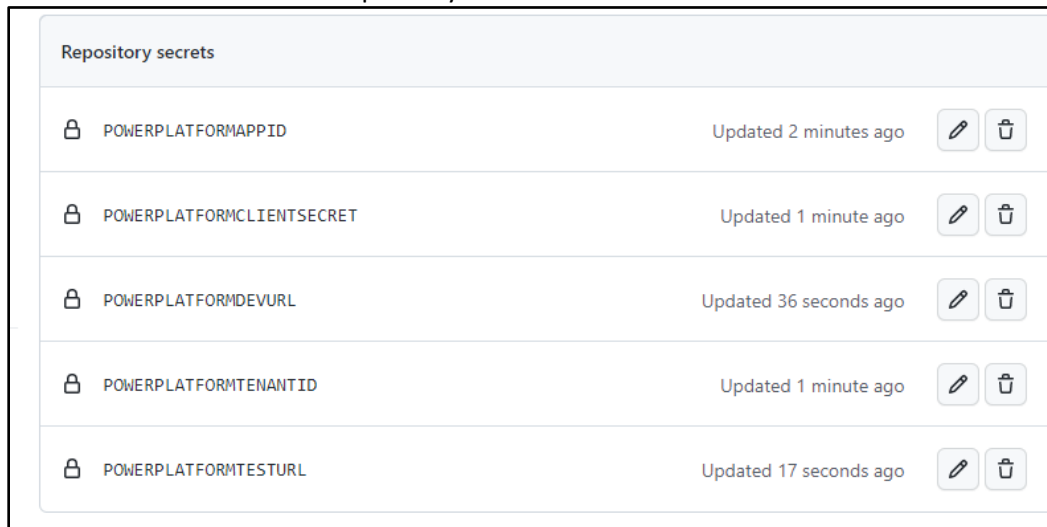 Repository secrets
POWERPLATFORMAPPID Updated 2 minutes ago
POWERPLATFORMCLIENTSECRET Updated 1 minute ago
POWERPLATFORMDEVURL Updated 36 seconds ago
POWERPLATFORMTENANTID Updated 1 minute ago
POWERPLATFORMTESTURL Updated 17 seconds ago